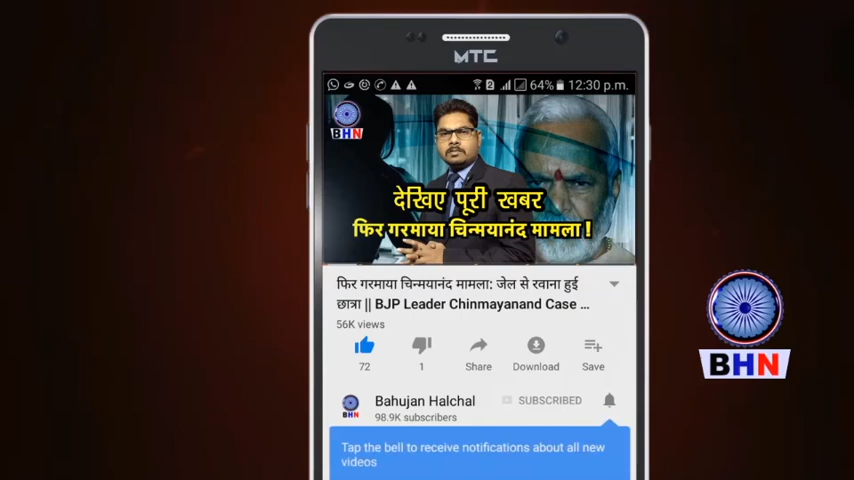 MTC
64% 12:30 p.m.
BHN
देखिए पूरी खबर
फिर गरमाया चिन्मयानंद मामला !
फिर गरमाया चिन्मयानंद मामला: जेल से रवाना हुई
छात्रा || BJP Leader Chinmayanand Case ...
56K views
72
1
Share
Download
Save
BHN
Bahujan Halchal
SUBSCRIBED
98.9K subscribers
Tap the bell to receive notifications about all new
videos
BHN